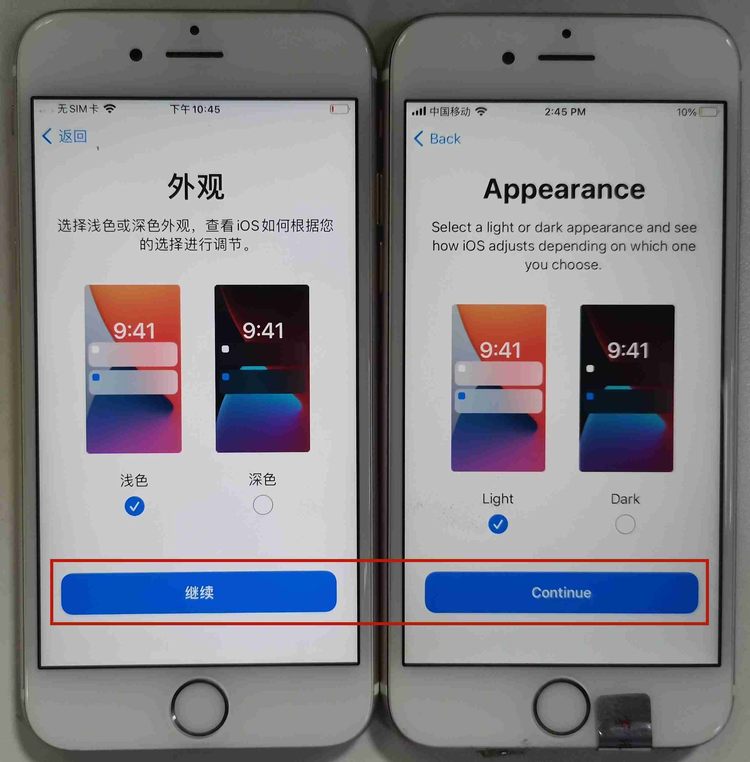 无SIM卡 下午10:45
返回
外观
选择浅色或深色外观，查看iOS如何根据您
的选择进行调节。
9:41 9:41
浅色 深色
继续
中国移动 2:45 PM 10%
Back
Appearance
Select a light or dark appearance and see
how iOS adjusts depending on which one
you choose.
9:41 9:41
Light Dark
Continue